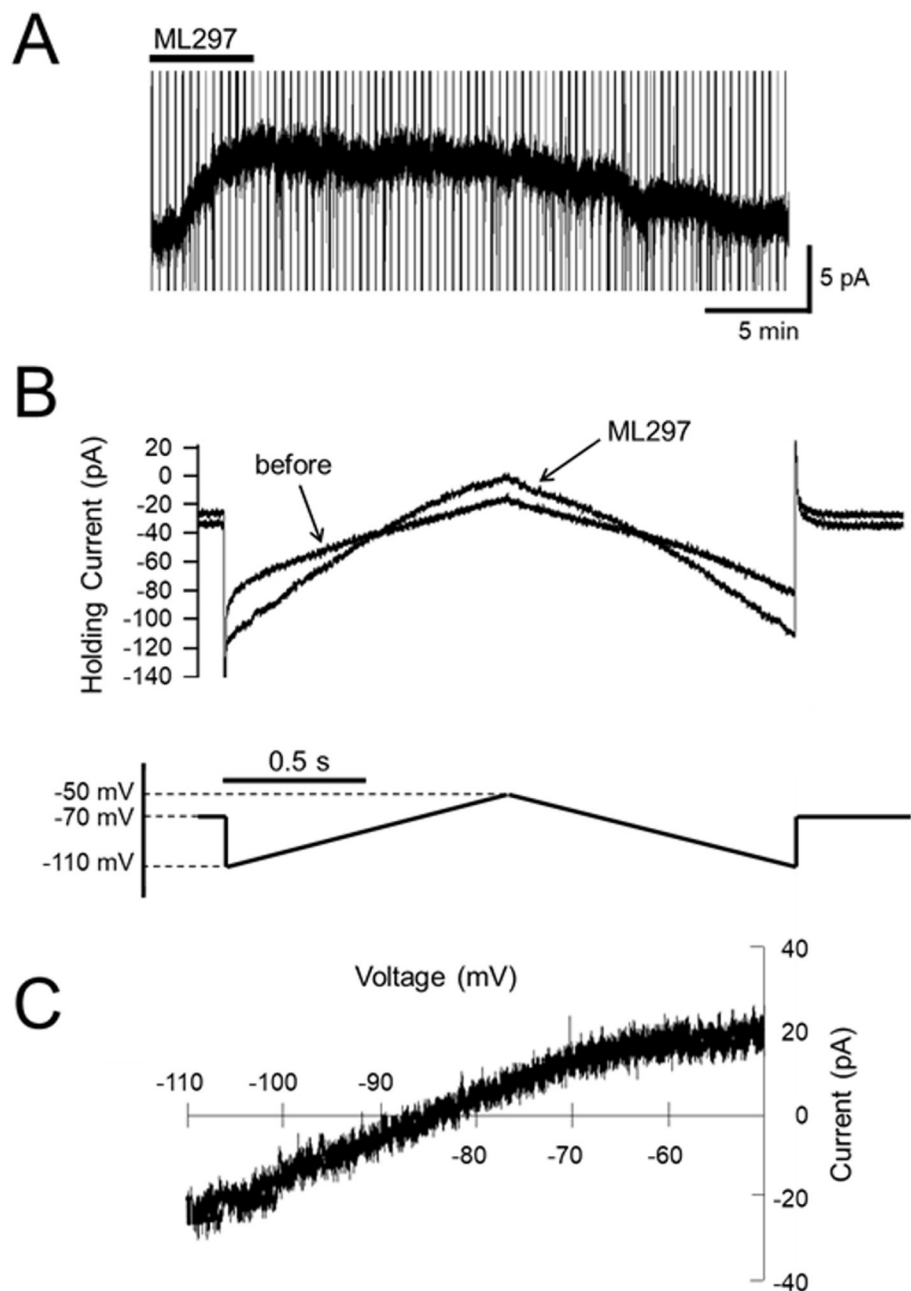 A
ML297
5 pA
5 min
B
Holding Current (pA)
20
0
-20
-40
-60
-80
-100
-120
-140
before
ML297
0.5 s
-50 mV
-70 mV
-110 mV
C
Voltage (mV)
-110
-100
-90
-80
-70
-60
40
20
0
-20
-40
Current (pA)